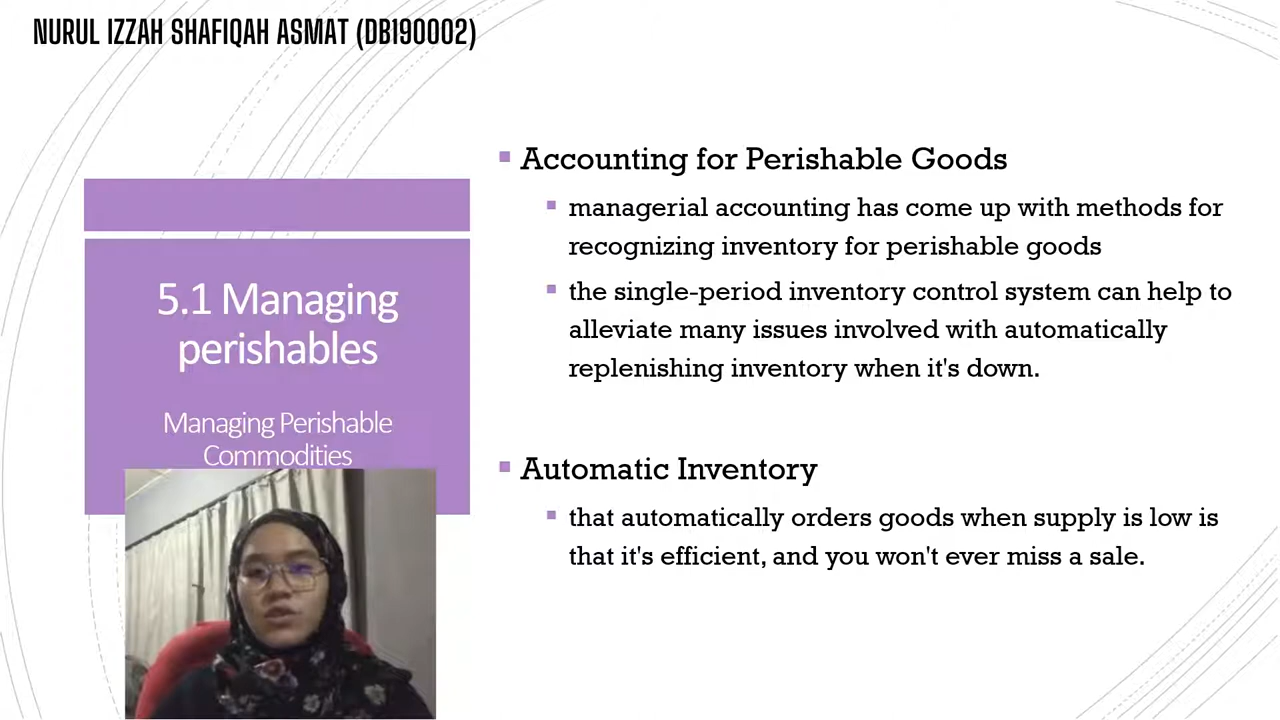 NURUL IZZAH SHAFIQAH ASMAT (DB190002)
5.1 Managing
perishables
Managing Perishable
Commodities
Accounting for Perishable Goods
managerial accounting has come up with methods for
recognizing inventory for perishable goods
the single-period inventory control system can help to
alleviate many issues involved with automatically
replenishing inventory when it's down.
Automatic Inventory
that automatically orders goods when supply is low is
that it's efficient, and you won't ever miss a sale.